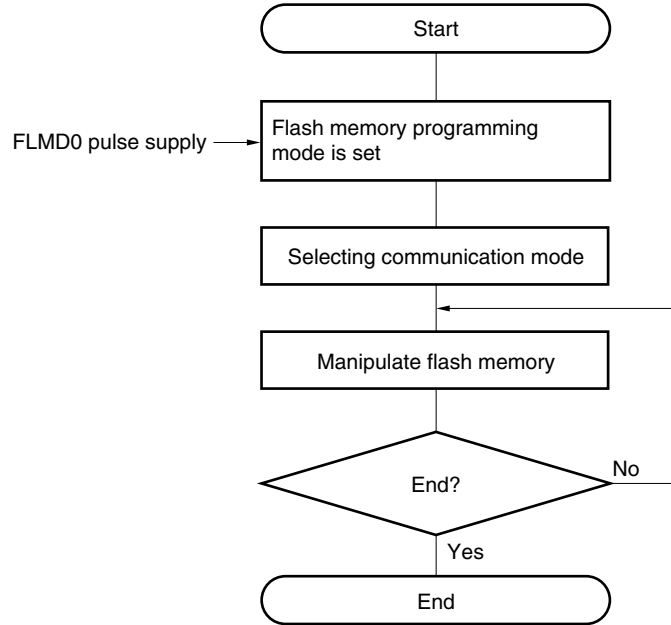 Start
FLMD0 pulse supply
Flash memory programming
mode is set
Selecting communication mode
Manipulate flash memory
End?
No
Yes
End